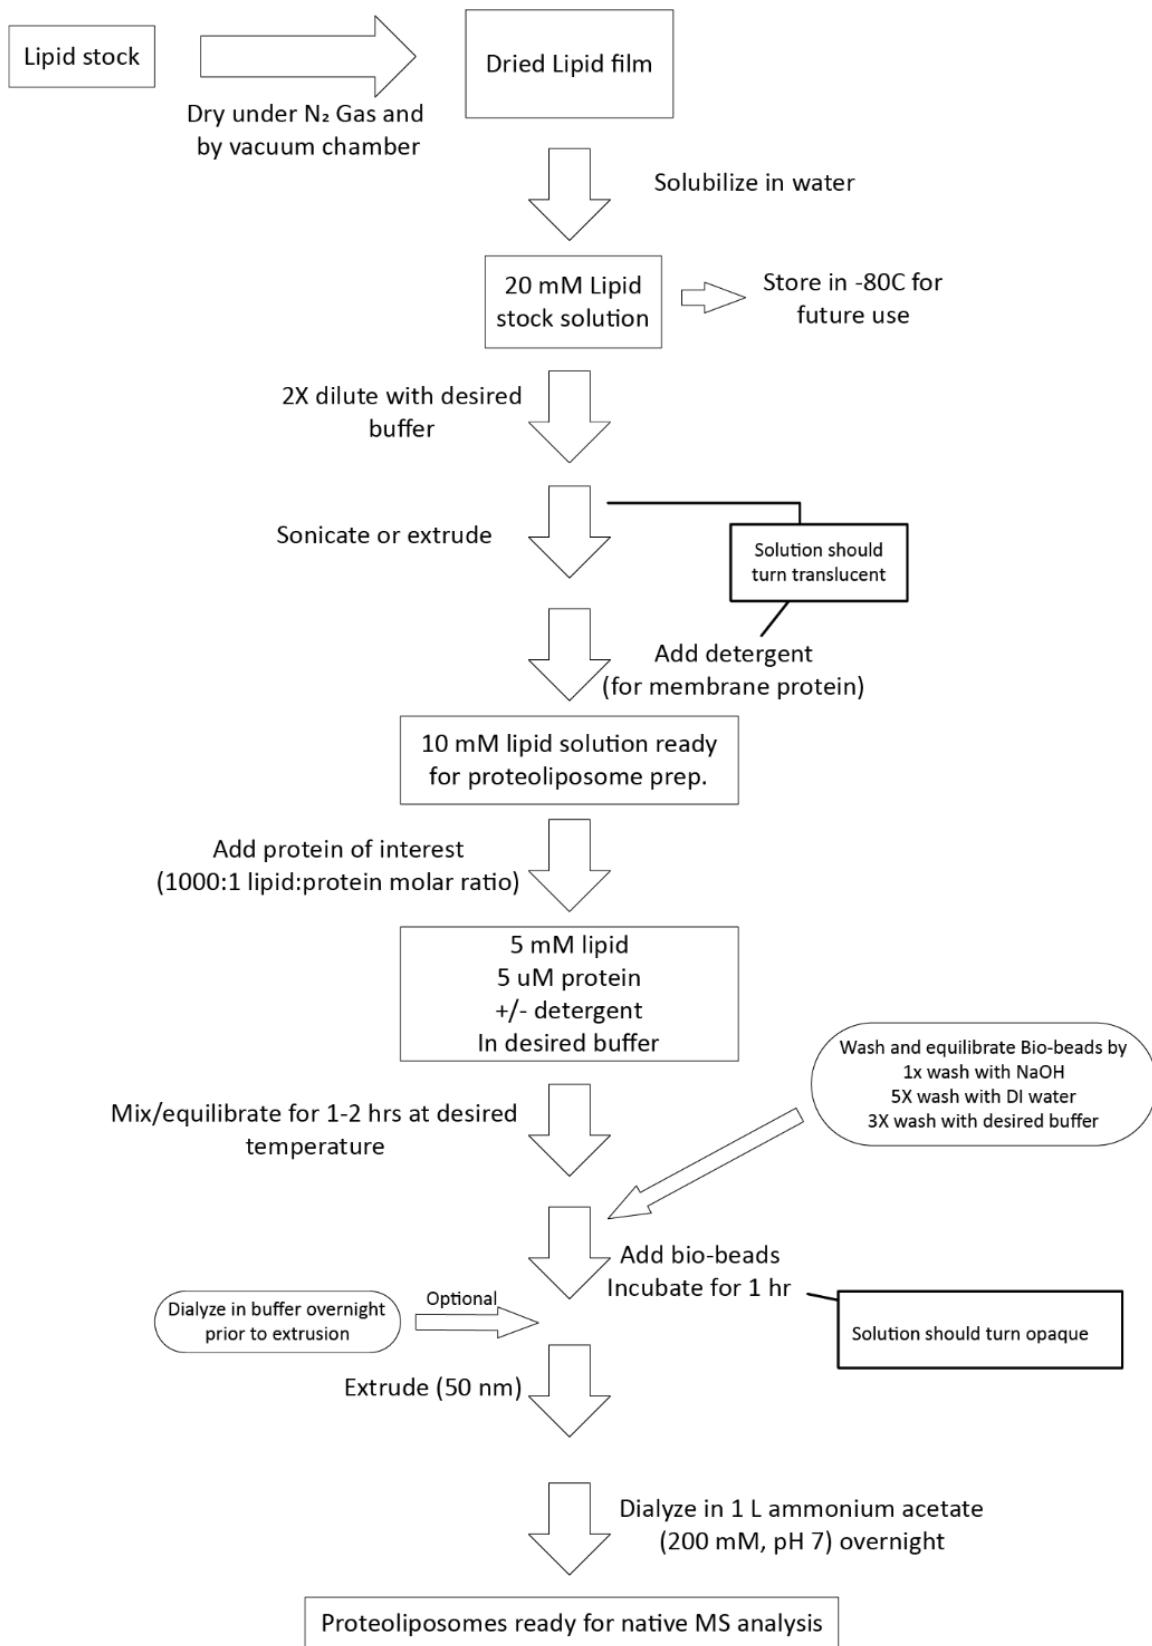 Lipid stock
Dried Lipid film
Dry under N₂ Gas and
by vacuum chamber
Solubilize in water
20 mM Lipid
stock solution
Store in -80C for
future use
2X dilute with desired
buffer
Sonicate or extrude
Solution should
turn translucent
Add detergent
(for membrane protein)
10 mM lipid solution ready
for proteoliposome prep.
Add protein of interest
(1000:1 lipid:protein molar ratio)
5 mM lipid
5 uM protein
+/- detergent
In desired buffer
Wash and equilibrate Bio-beads by
1x wash with NaOH
5X wash with DI water
3X wash with desired buffer
Mix/equilibrate for 1-2 hrs at desired
temperature
Add bio-beads
Incubate for 1 hr
Dialyze in buffer overnight
prior to extrusion
Optional
Solution should turn opaque
Extrude (50 nm)
Dialyze in 1 L ammonium acetate
(200 mM, pH 7) overnight
Proteoliposomes ready for native MS analysis